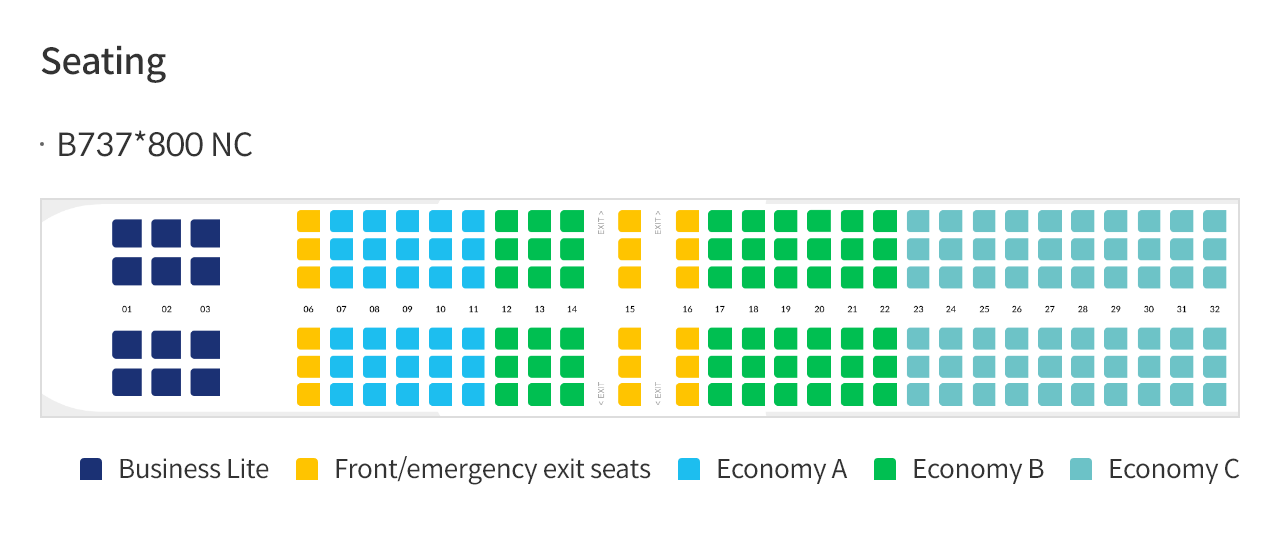 Seating
· B737*800 NC
EXIT > EXIT >
01 02 03 06 07 08 09 10 11 12 13 14 15 16 17 18 19 20 21 22 23 24 25 26 27 28 29 30 31 32
< EXIT < EXIT
Business Lite Front/emergency exit seats Economy A Economy B Economy C